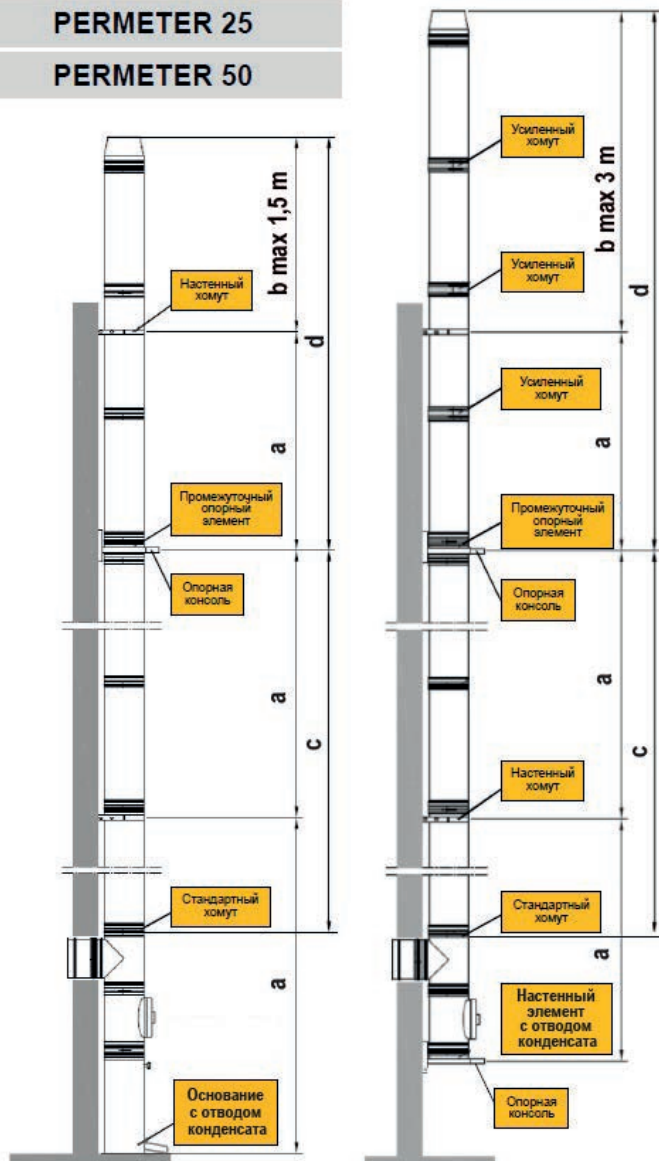 PERMETER 25
PERMETER 50
b max 1,5 m
d
Настенный
хомут
a
Промежуточный
опорный
элемент
Опорная
консоль
a
c
Стандартный
хомут
a
Основание
с отводом
конденсата
Усиленный
хомут
b max 3 m
d
Усиленный
хомут
Усиленный
хомут
a
Промежуточный
опорный
элемент
Опорная
консоль
a
c
Настенный
хомут
Стандартный
хомут
a
Настенный
элемент
с отводом
конденсата
Опорная
консоль